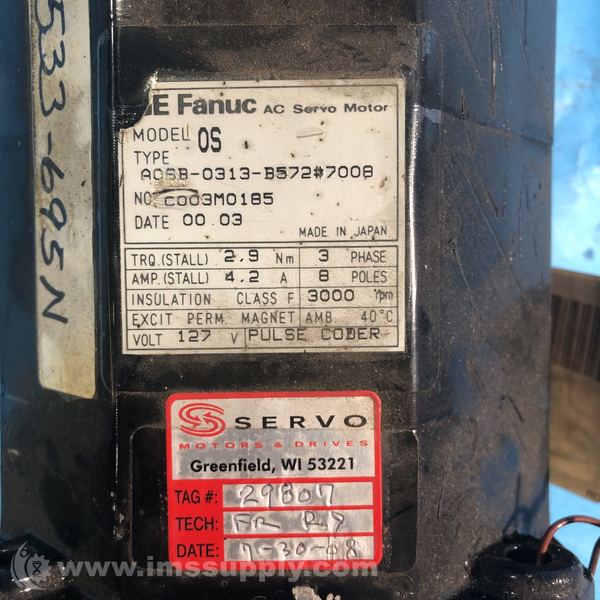 533-695N
E Fanuc AC Servo Motor
MODEL OS
TYPE
A06B-0313-B572#7008
NO. C003M0185
DATE 00.03
MADE IN JAPAN
TRQ.(STALL) 2.9 Nm 3 PHASE
AMP.(STALL) 4.2 A 8 POLES
INSULATION CLASS F 3000 rpm
EXCIT PERM. MAGNET AMB 40°C
VOLT 127 V PULSE CODER
S SERVO
MOTORS & DRIVES
Greenfield, WI 53221
TAG #: 29807
TECH:
DATE: 7-30-
© www.imssupply.com